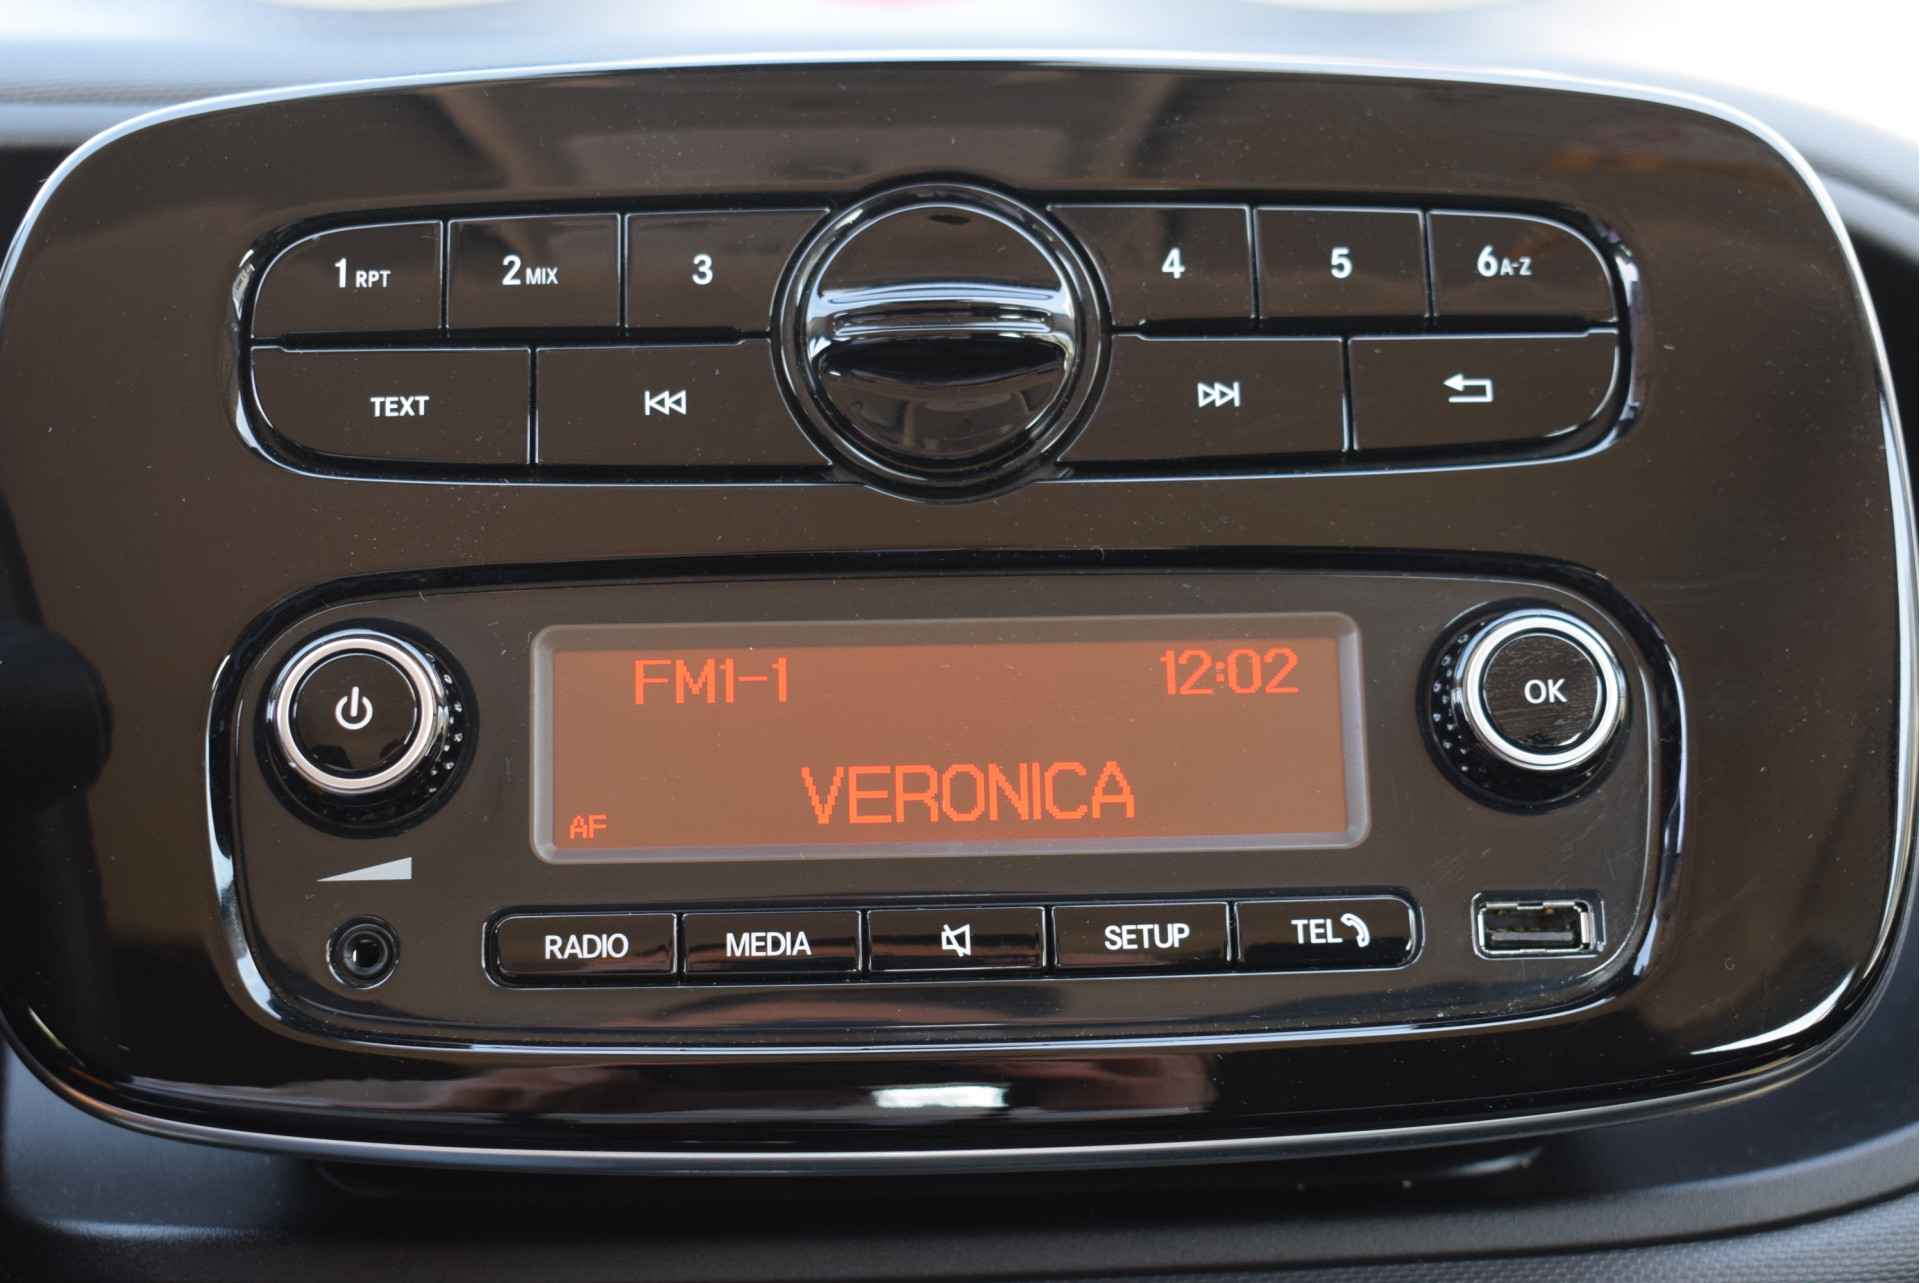 1 RPT 2 MIX 3 4 5 6 A-Z
TEXT
FM1-1 12:02
OK
VERONICA
AF
RADIO MEDIA SETUP TEL